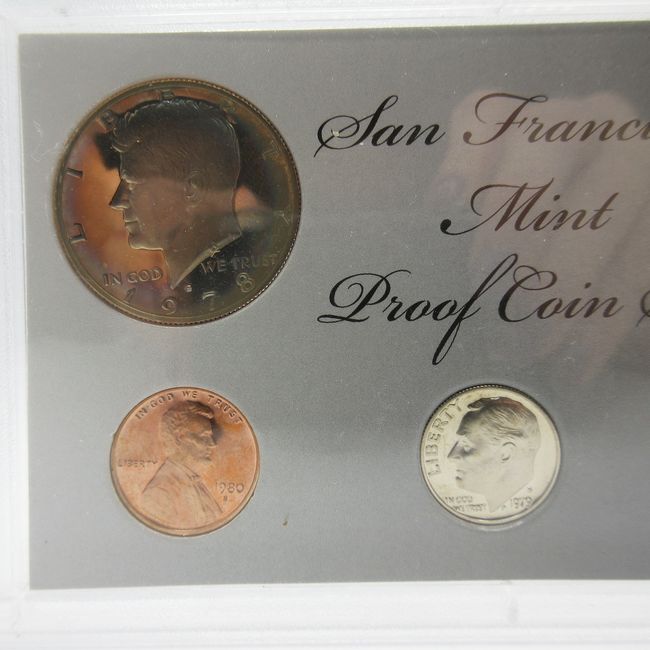 San Franci
Mint
Proof Coin S
LIBERTY
IN GOD WE TRUST
S
1978
IN GOD WE TRUST
LIBERTY
1980
S
LIBERTY
IN GOD
WE TRUST
S
1979